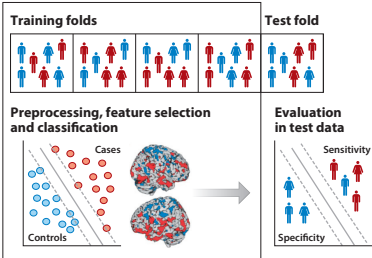 Training folds
Test fold
Preprocessing, feature selection
and classification
Cases
Controls
Evaluation
in test data
Sensitivity
Specificity